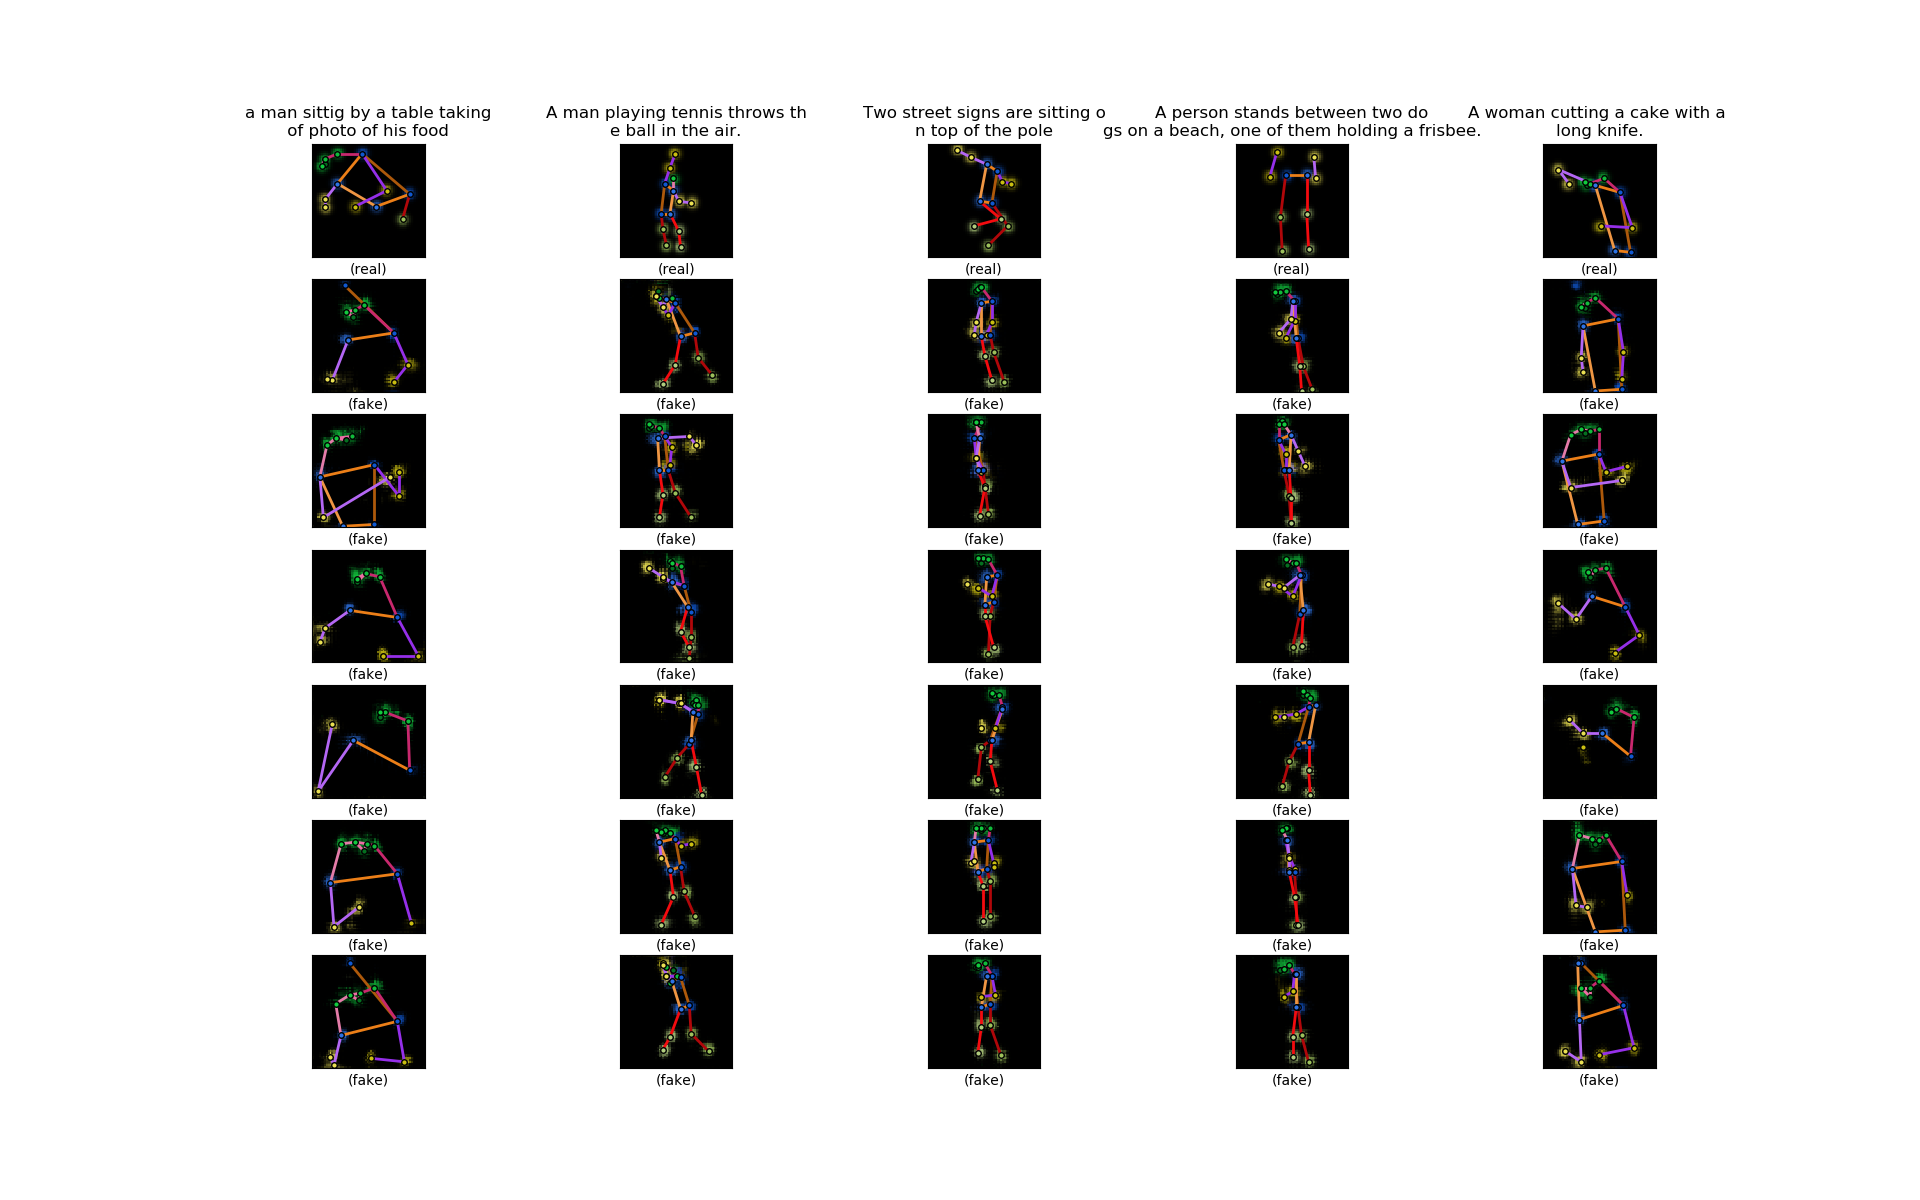 a man sittig by a table taking
of photo of his food
A man playing tennis throws th
e ball in the air.
Two street signs are sitting o
n top of the pole
A person stands between two do
gs on a beach, one of them holding a frisbee.
A woman cutting a cake with a
long knife.
(real) (real) (real) (real) (real)
(fake) (fake) (fake) (fake) (fake)
(fake) (fake) (fake) (fake) (fake)
(fake) (fake) (fake) (fake) (fake)
(fake) (fake) (fake) (fake) (fake)
(fake) (fake) (fake) (fake) (fake)
(fake) (fake) (fake) (fake) (fake)